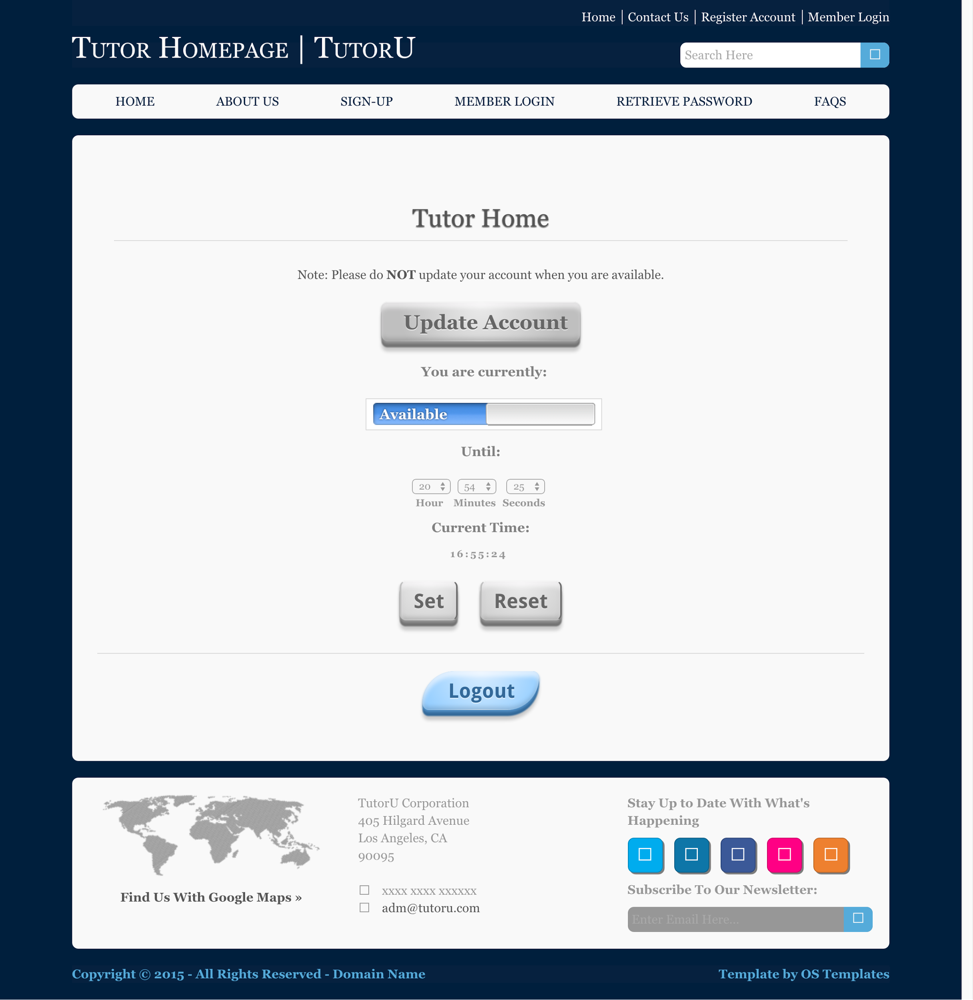 Home Contact Us Register Account Member Login
Tutor Homepage | TutorU
Search Here
HOME ABOUT US SIGN-UP MEMBER LOGIN RETRIEVE PASSWORD FAQS
Tutor Home
Note: Please do NOT update your account when you are available.
Update Account
You are currently:
Available
Until:
20 54 25
Hour Minutes Seconds
Current Time:
16:55:24
Set Reset
Logout
Find Us With Google Maps »
TutorU Corporation
405 Hilgard Avenue
Los Angeles, CA
90095
xxxx xxxx xxxxxx
adm@tutoru.com
Stay Up to Date With What's
Happening
Subscribe To Our Newsletter:
Enter Email Here...
Copyright © 2015 - All Rights Reserved - Domain Name
Template by OS Templates